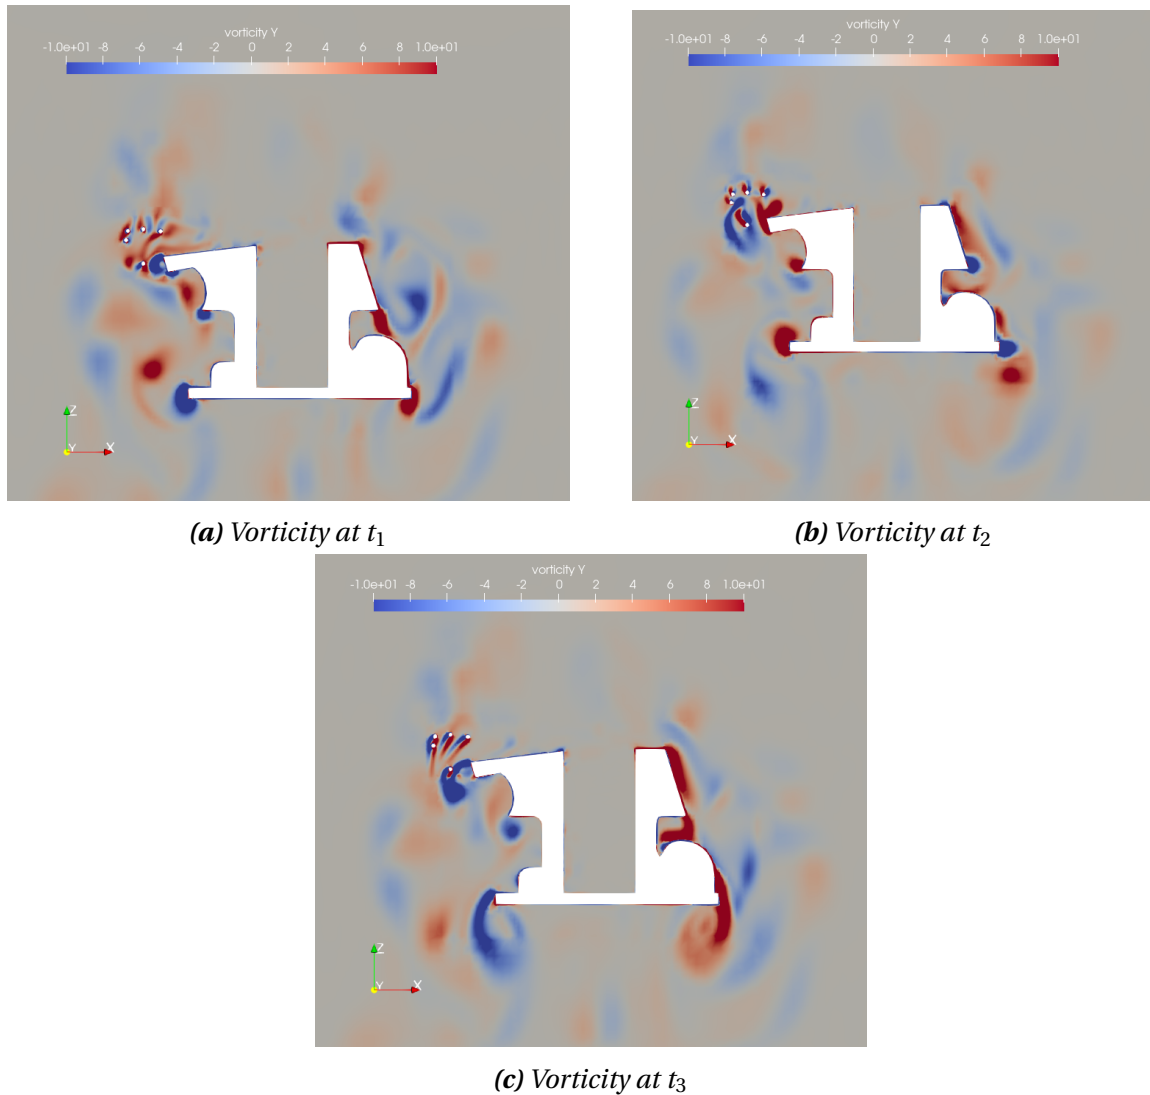 vorticity Y
-1.0e+01 -8 -6 -4 -2 0 2 4 6 8 1.0e+01
Z
Y X
(a) Vorticity at t₁
vorticity Y
-1.0e+01 -8 -6 -4 -2 0 2 4 6 8 1.0e+01
Z
Y X
(b) Vorticity at t₂
vorticity Y
-1.0e+01 -8 -6 -4 -2 0 2 4 6 8 1.0e+01
Z
Y X
(c) Vorticity at t₃